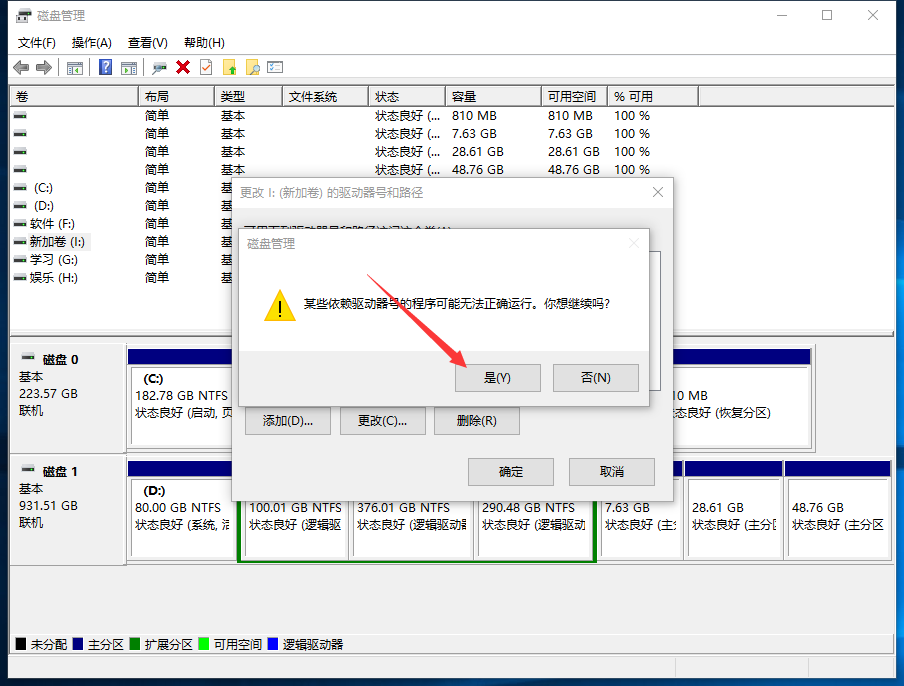 磁盘管理
文件(F) 操作(A) 查看(V) 帮助(H)
卷 布局 类型 文件系统 状态 容量 可用空间 % 可用
简单 基本 状态良好 (... 810 MB 810 MB 100 %
简单 基本 状态良好 (... 7.63 GB 7.63 GB 100 %
简单 基本 状态良好 (... 28.61 GB 28.61 GB 100 %
简单 基本 状态良好 (... 48.76 GB 48.76 GB 100 %
(C:) 简单
(D:) 简单
软件 (F:) 简单
新加卷 (I:) 简单
学习 (G:) 简单
娱乐 (H:) 简单
更改 I: (新加卷) 的驱动器号和路径
磁盘管理
某些依赖驱动器号的程序可能无法正确运行。你想继续吗?
是(Y) 否(N)
添加(D)... 更改(C)... 删除(R)
确定 取消
磁盘 0
基本
223.57 GB
联机
(C:)
182.78 GB NTFS
状态良好 (启动, 页
10 MB
态良好 (恢复分区)
磁盘 1
基本
931.51 GB
联机
(D:)
80.00 GB NTFS
状态良好 (系统, 活
100.01 GB NTFS
状态良好 (逻辑驱
376.01 GB NTFS
状态良好 (逻辑驱动器
290.48 GB NTFS
状态良好 (逻辑驱动
7.63 GB
状态良好 (主分
28.61 GB
状态良好 (主分区
48.76 GB
状态良好 (主分区
未分配 主分区 扩展分区 可用空间 逻辑驱动器